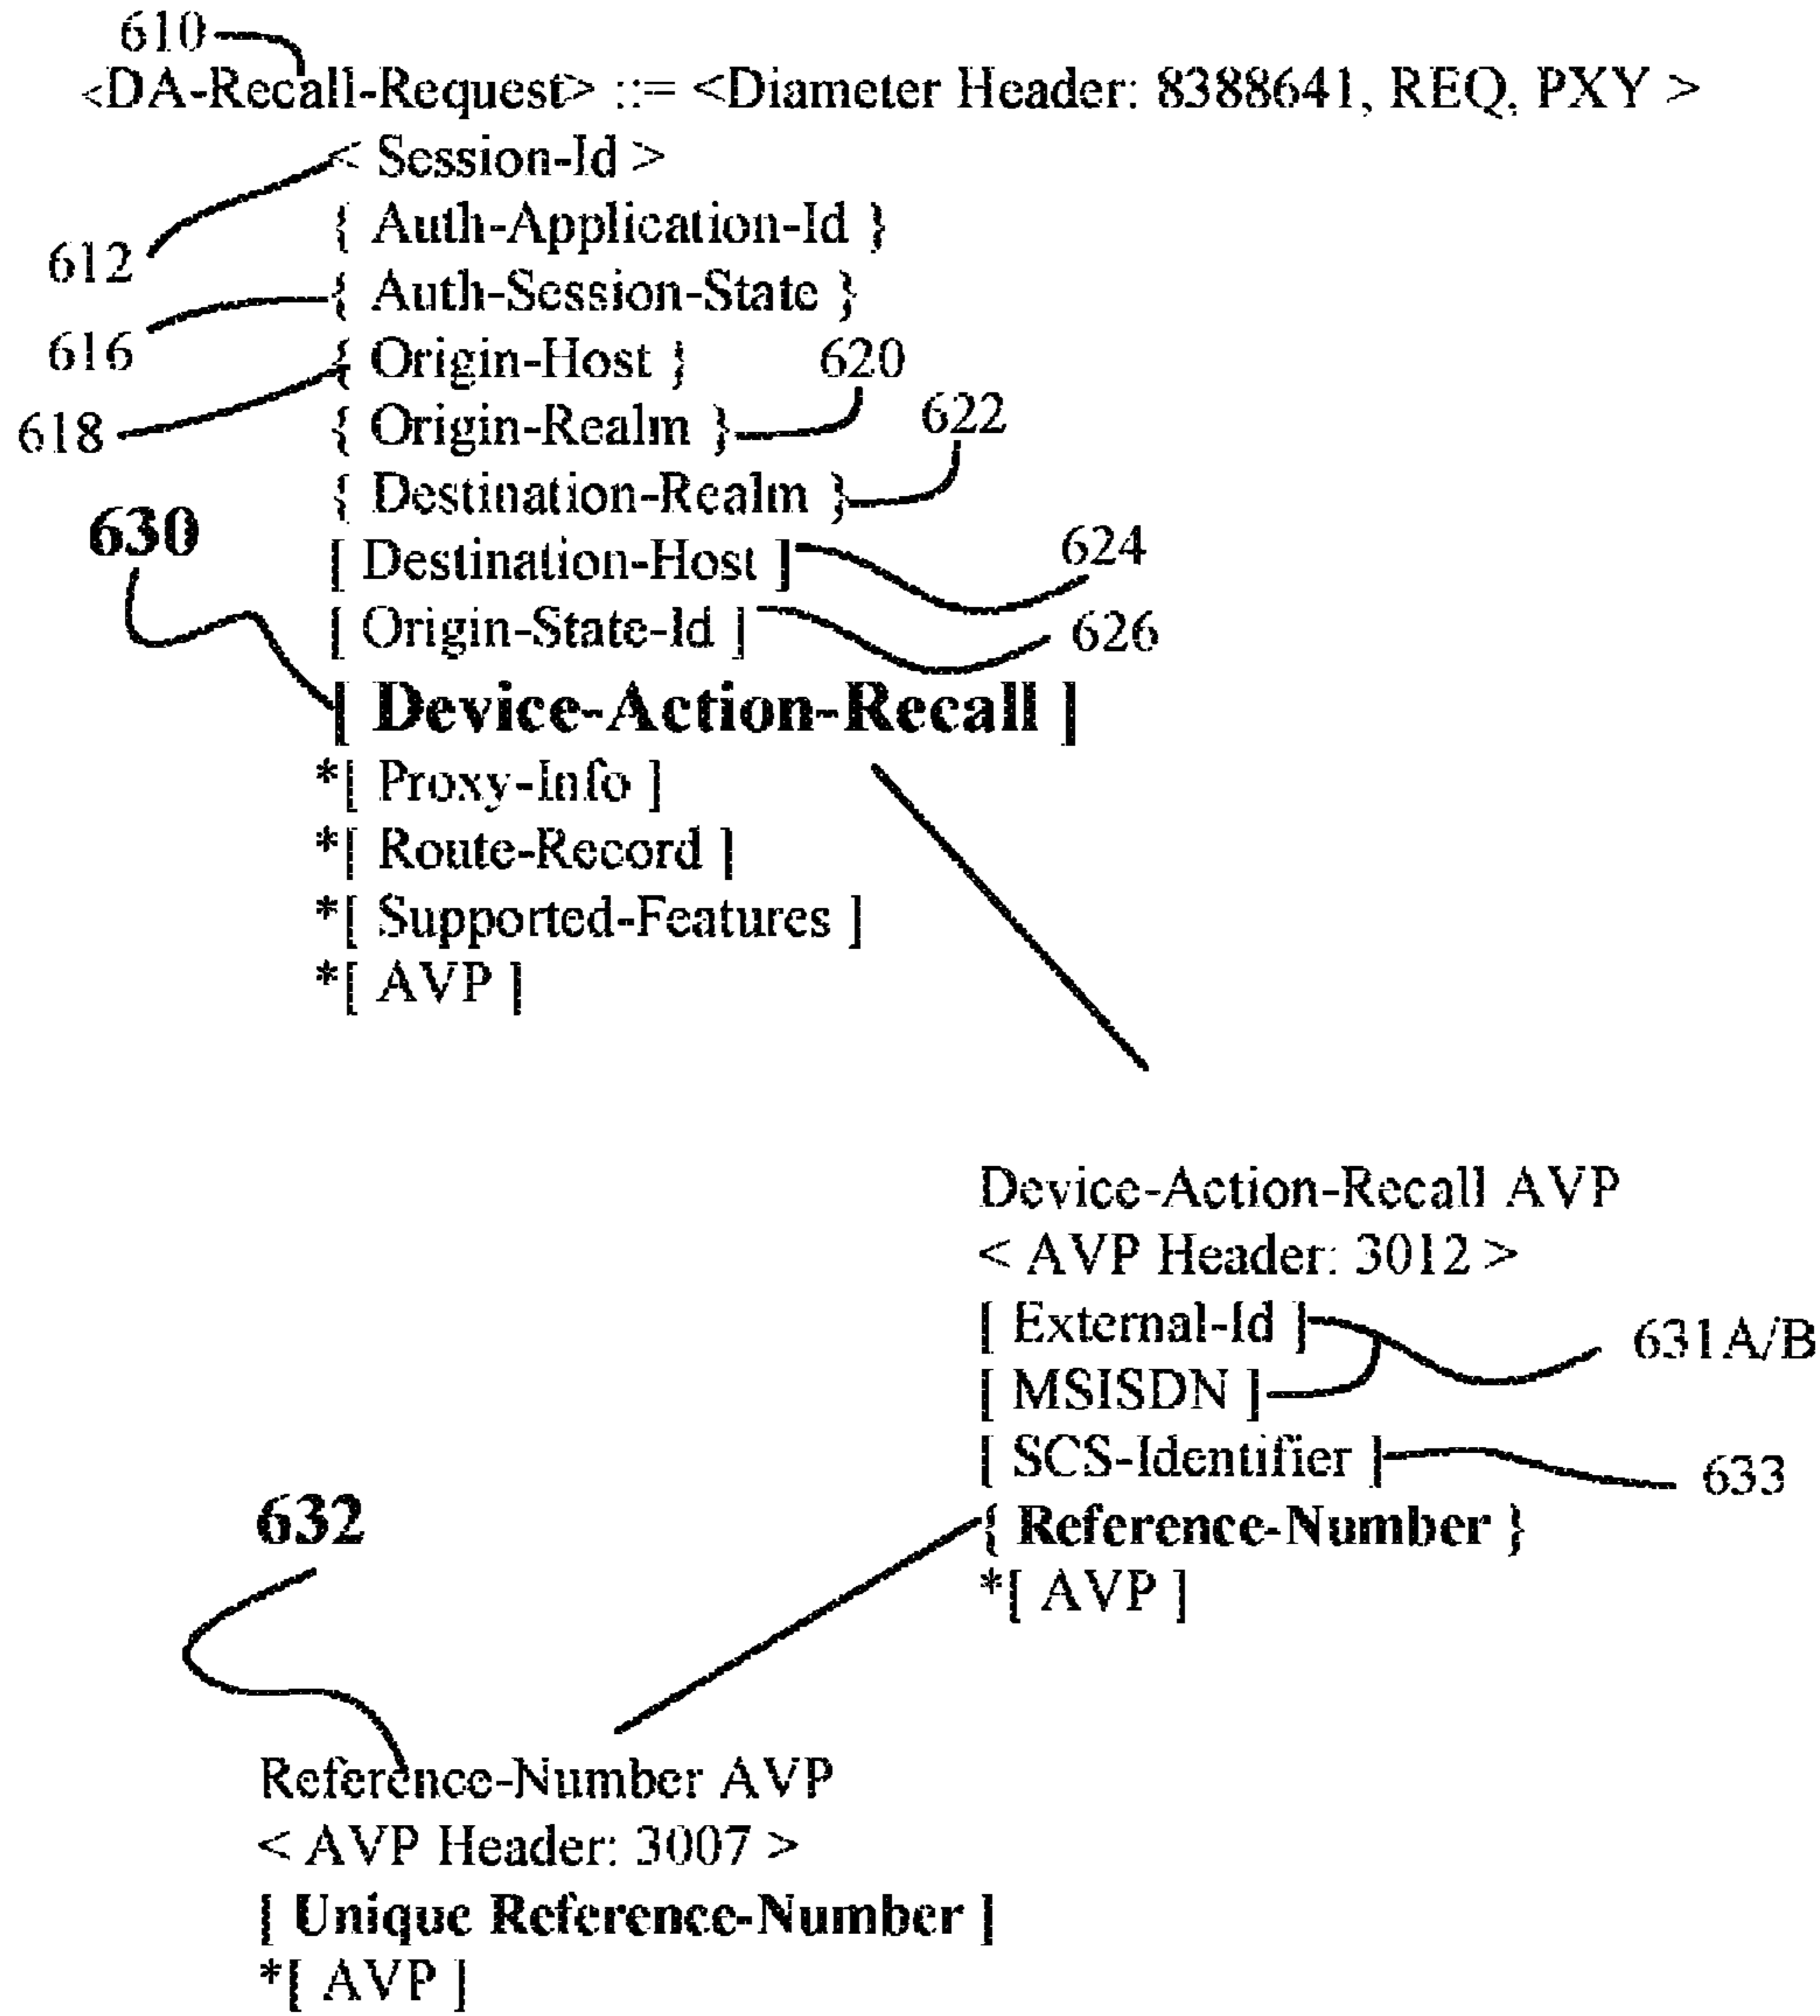 610
<DA-Recall-Request> ::= <Diameter Header: 8388641, REQ, PXY >
< Session-Id >
{ Auth-Application-Id }
612
{ Auth-Session-State }
616
{ Origin-Host }
620
618
{ Origin-Realm }
622
{ Destination-Realm }
630
[ Destination-Host ]
624
[ Origin-State-Id ]
626
[ Device-Action-Recall ]
*[ Proxy-Info ]
*[ Route-Record ]
*[ Supported-Features ]
*[ AVP ]
Device-Action-Recall AVP
< AVP Header: 3012 >
[ External-Id ]
631A/B
[ MSISDN ]
[ SCS-Identifier ]
633
632
{ Reference-Number }
*[ AVP ]
Reference-Number AVP
< AVP Header: 3007 >
[ Unique Reference-Number ]
*[ AVP ]